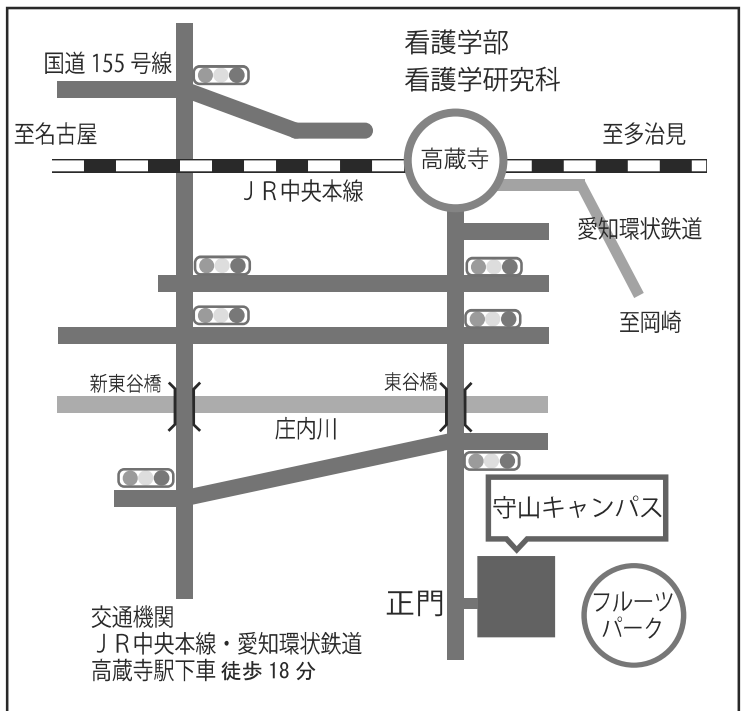 看護学部
看護学研究科
国道 155 号線
至名古屋
至多治見
高蔵寺
ＪＲ中央本線
愛知環状鉄道
至岡崎
新東谷橋
東谷橋
庄内川
守山キャンパス
正門
フルーツ
パーク
交通機関
ＪＲ中央本線・愛知環状鉄道
高蔵寺駅下車 徒歩 18 分